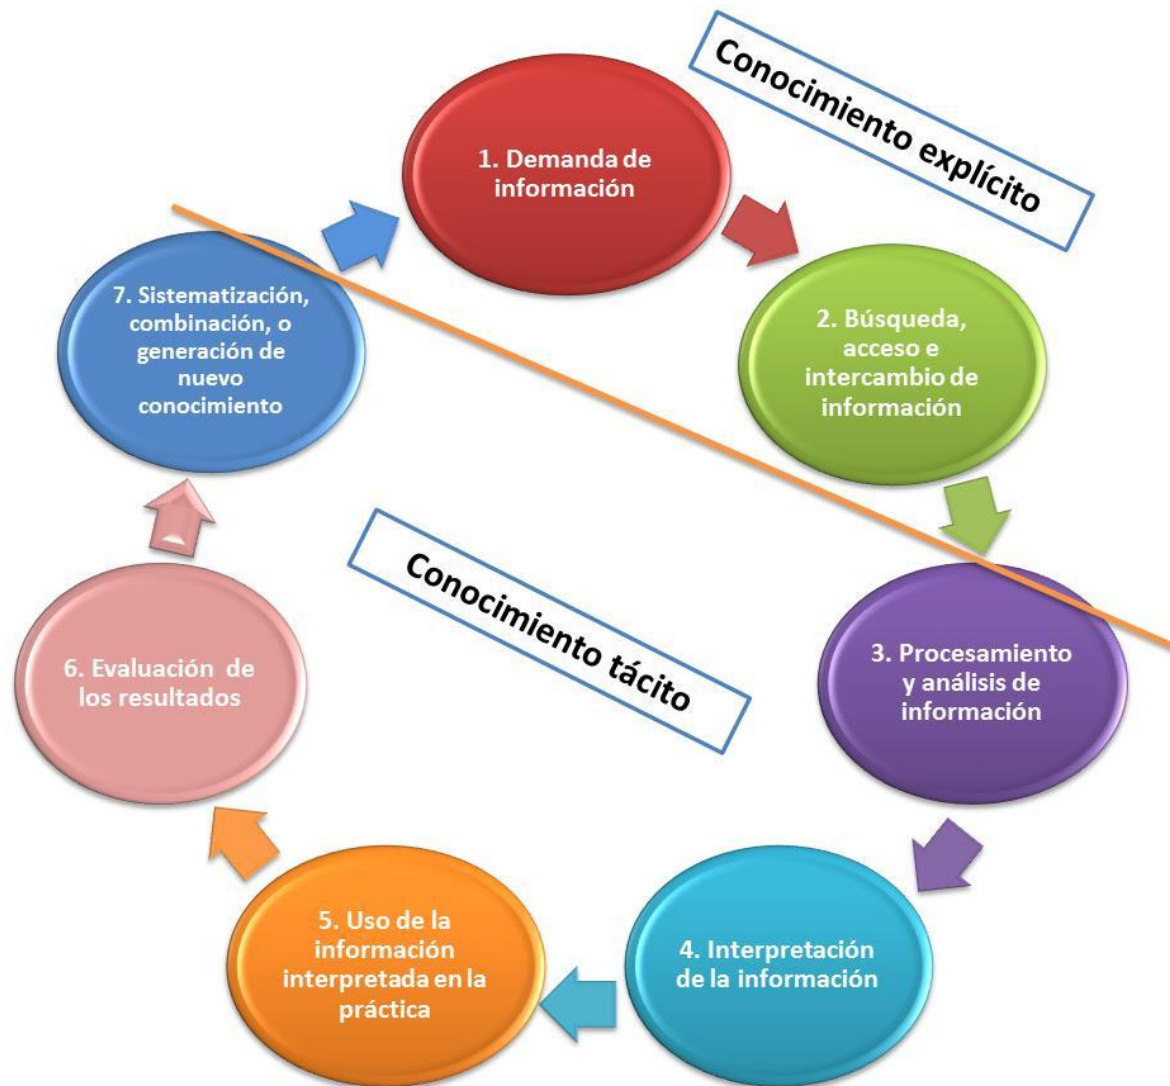 Conocimiento explícito
1. Demanda de
información
2. Búsqueda,
acceso e
intercambio de
información
3. Procesamiento
y análisis de
información
4. Interpretación
de la información
5. Uso de la
información
interpretada en la
práctica
6. Evaluación de
los resultados
7. Sistematización,
combinación, o
generación de
nuevo
conocimiento
Conocimiento tácito